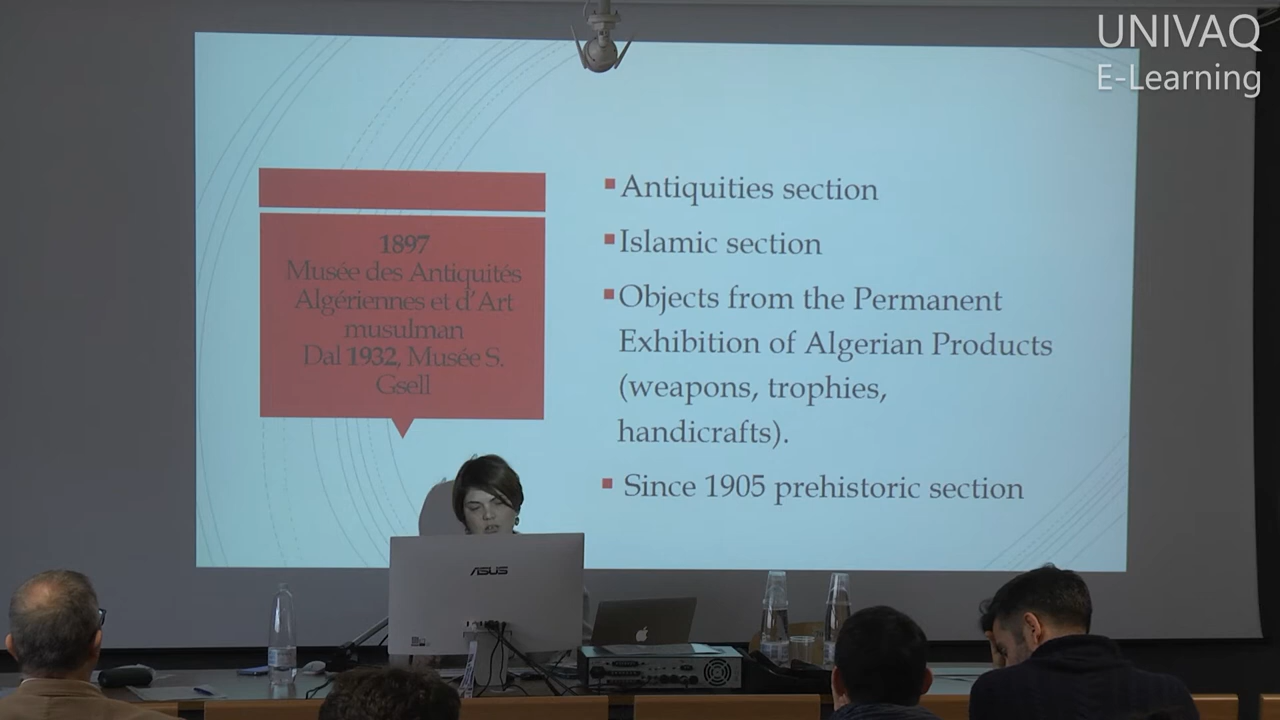 UNIVAQ
E-Learning
1897
Musée des Antiquités
Algériennes et d'Art
musulman
Dal 1932, Musée S.
Gsell
▪Antiquities section
▪Islamic section
▪Objects from the Permanent
Exhibition of Algerian Products
(weapons, trophies,
handicrafts).
▪ Since 1905 prehistoric section
ASUS